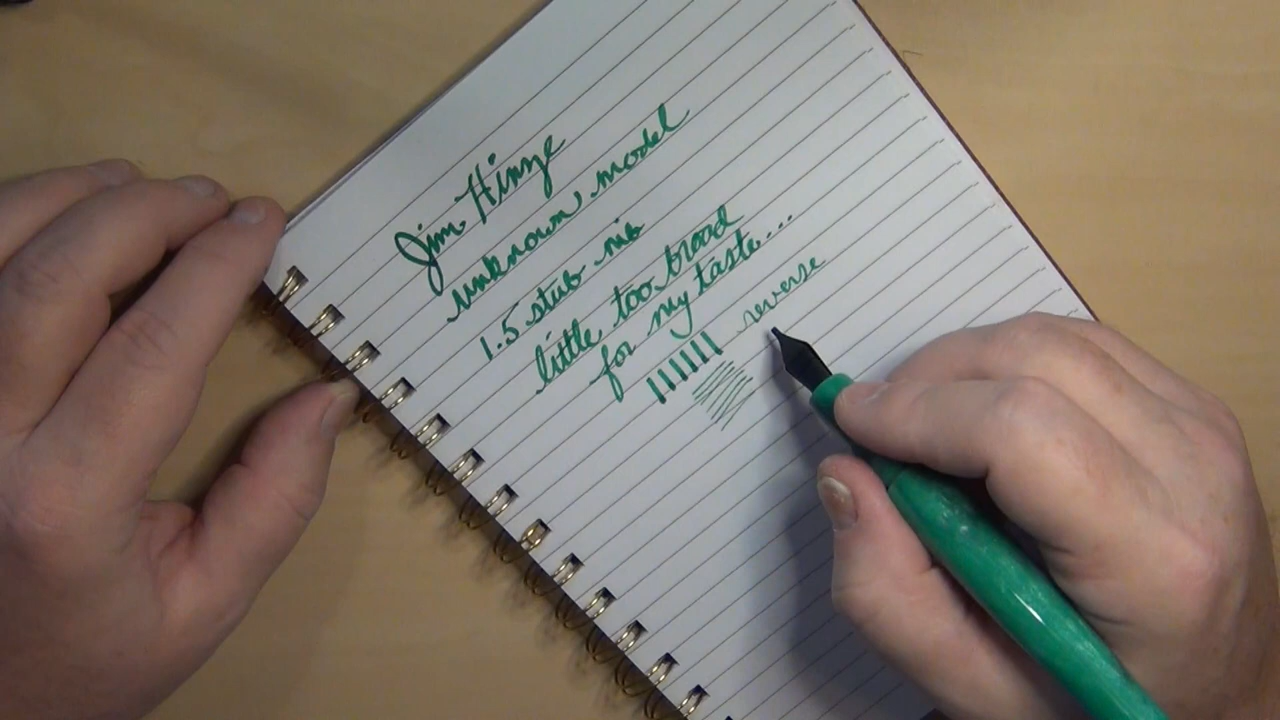 Jim Hinze
unknown model
1.5 stub nib
little too broad
for my taste...
reverse